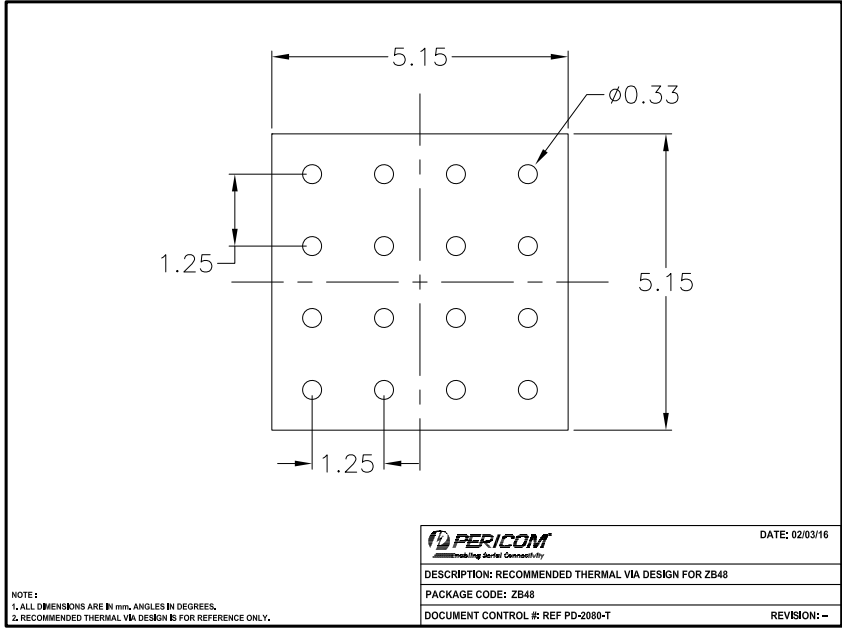 5.15
ø0.33
1.25
5.15
1.25
PERICOM
Enabling Serial Connectivity
DATE: 02/03/16
DESCRIPTION: RECOMMENDED THERMAL VIA DESIGN FOR ZB48
PACKAGE CODE: ZB48
DOCUMENT CONTROL #: REF PD-2080-T
REVISION: –
NOTE :
1. ALL DIMENSIONS ARE IN mm. ANGLES IN DEGREES.
2. RECOMMENDED THERMAL VIA DESIGN IS FOR REFERENCE ONLY.